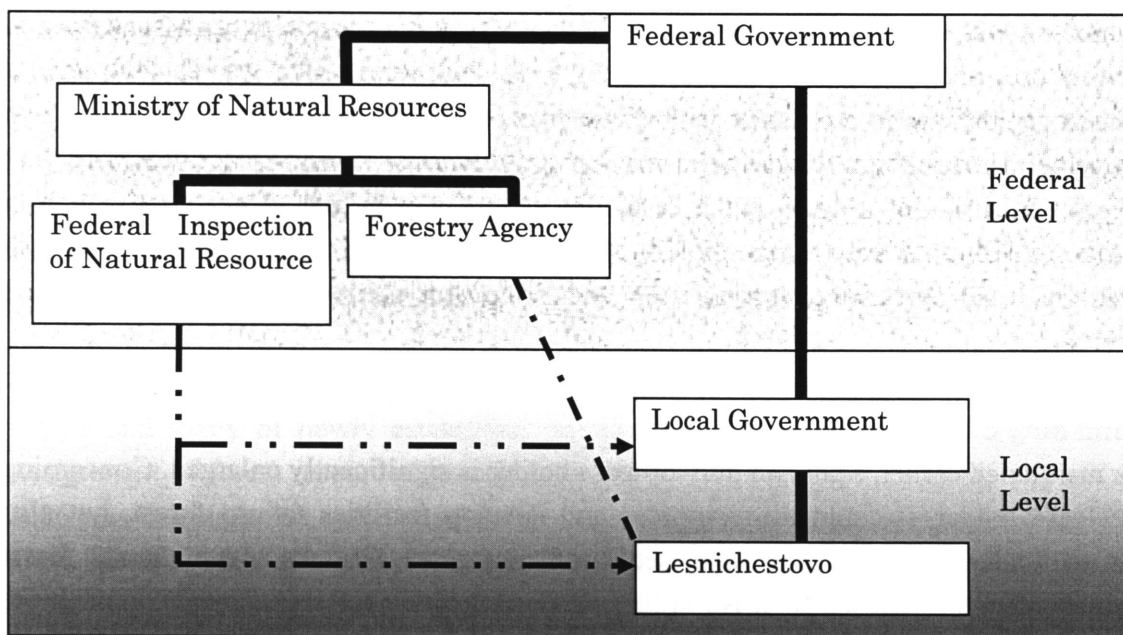 Federal Government
Ministry of Natural Resources
Federal Inspection
of Natural Resource
Forestry Agency
Federal
Level
Local Government
Local
Level
Lesnichestovo